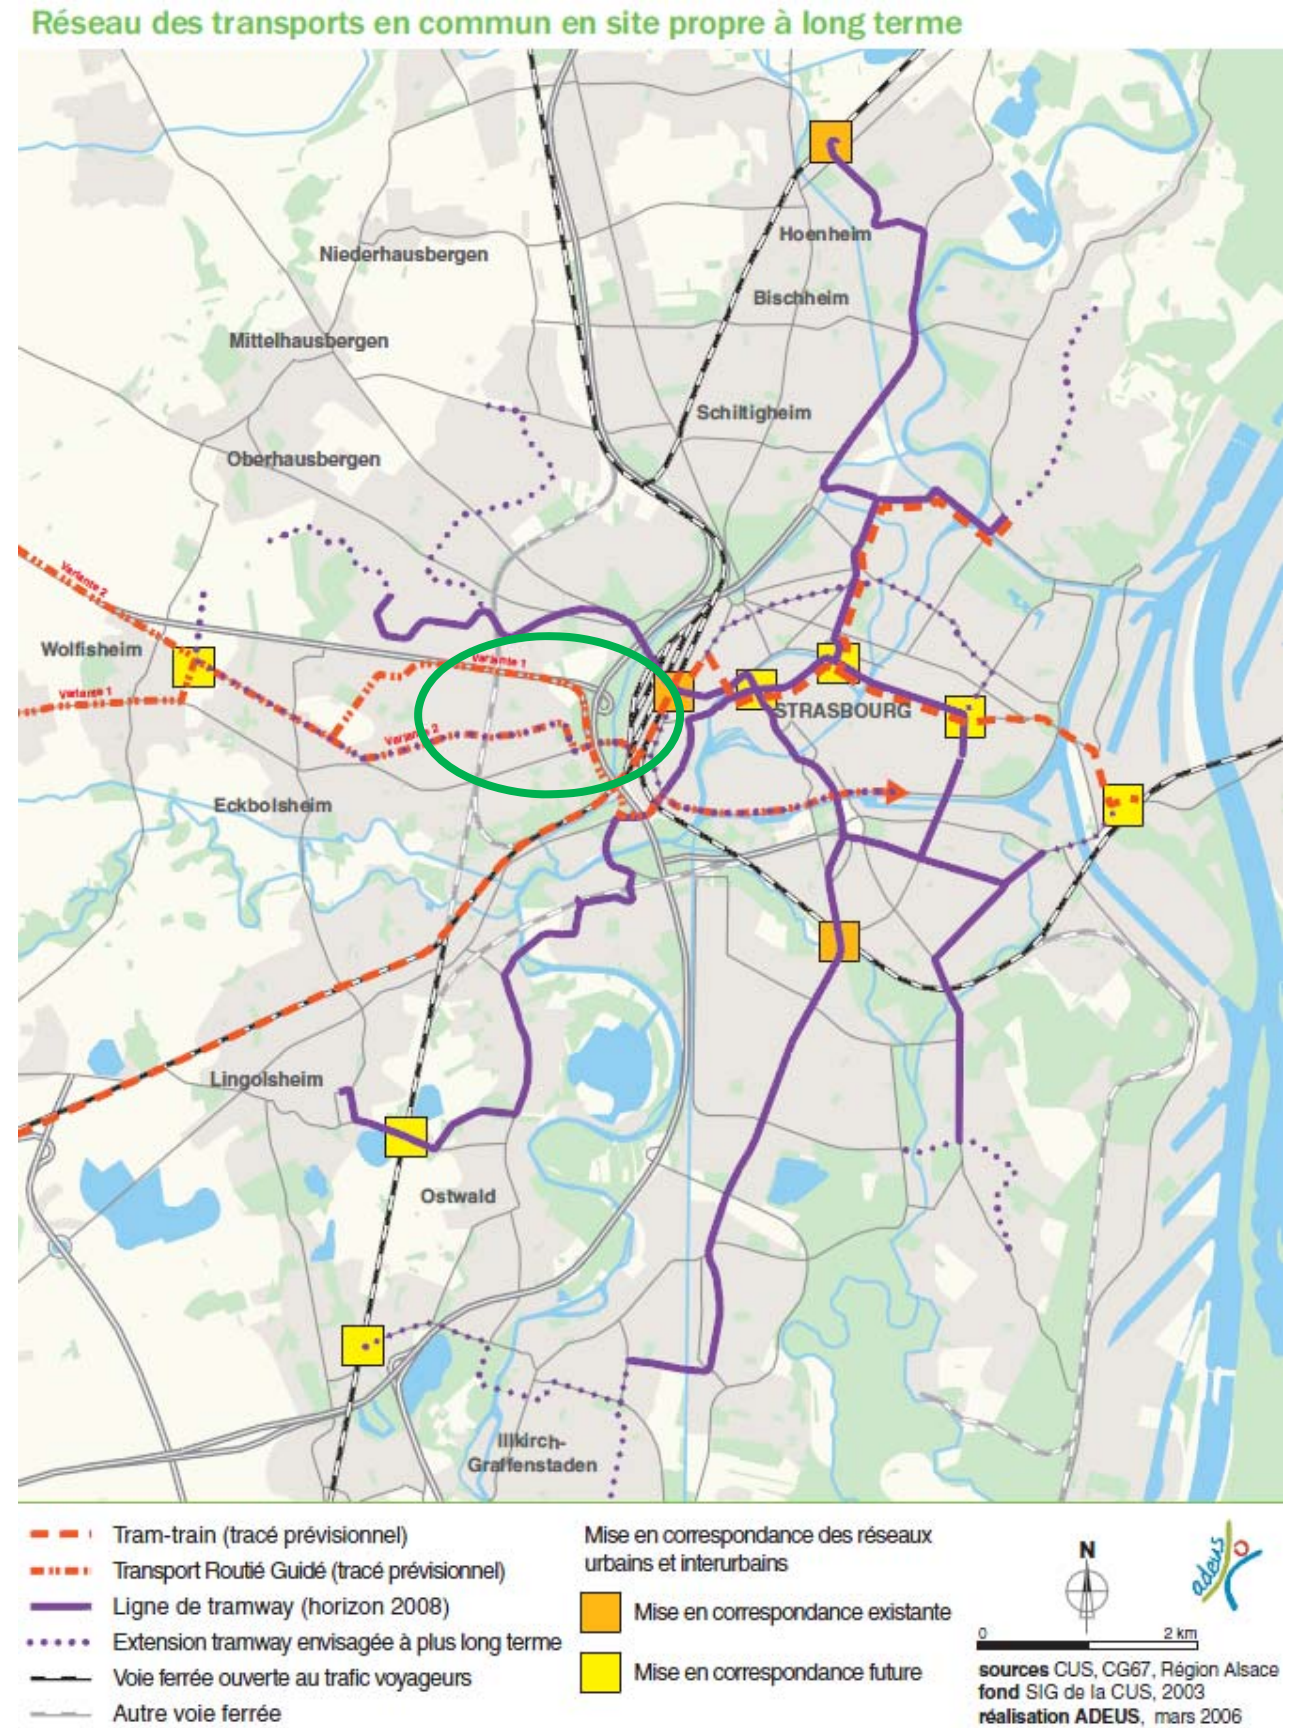 Réseau des transports en commun en site propre à long terme
Hoenheim
Niederhausbergen
Bischheim
Mittelhausbergen
Schiltigheim
Oberhausbergen
Variante 2
Wolfisheim
Variante 1
Variante 1
STRASBOURG
Variante 2
Eckbolsheim
Lingolsheim
Ostwald
Illkirch-
Graffenstaden
Tram-train (tracé prévisionnel)
Transport Routié Guidé (tracé prévisionnel)
Ligne de tramway (horizon 2008)
Extension tramway envisagée à plus long terme
Voie ferrée ouverte au trafic voyageurs
Autre voie ferrée
Mise en correspondance des réseaux
urbains et interurbains
Mise en correspondance existante
Mise en correspondance future
N
adeus
0 2 km
sources CUS, CG67, Région Alsace
fond SIG de la CUS, 2003
réalisation ADEUS, mars 2006